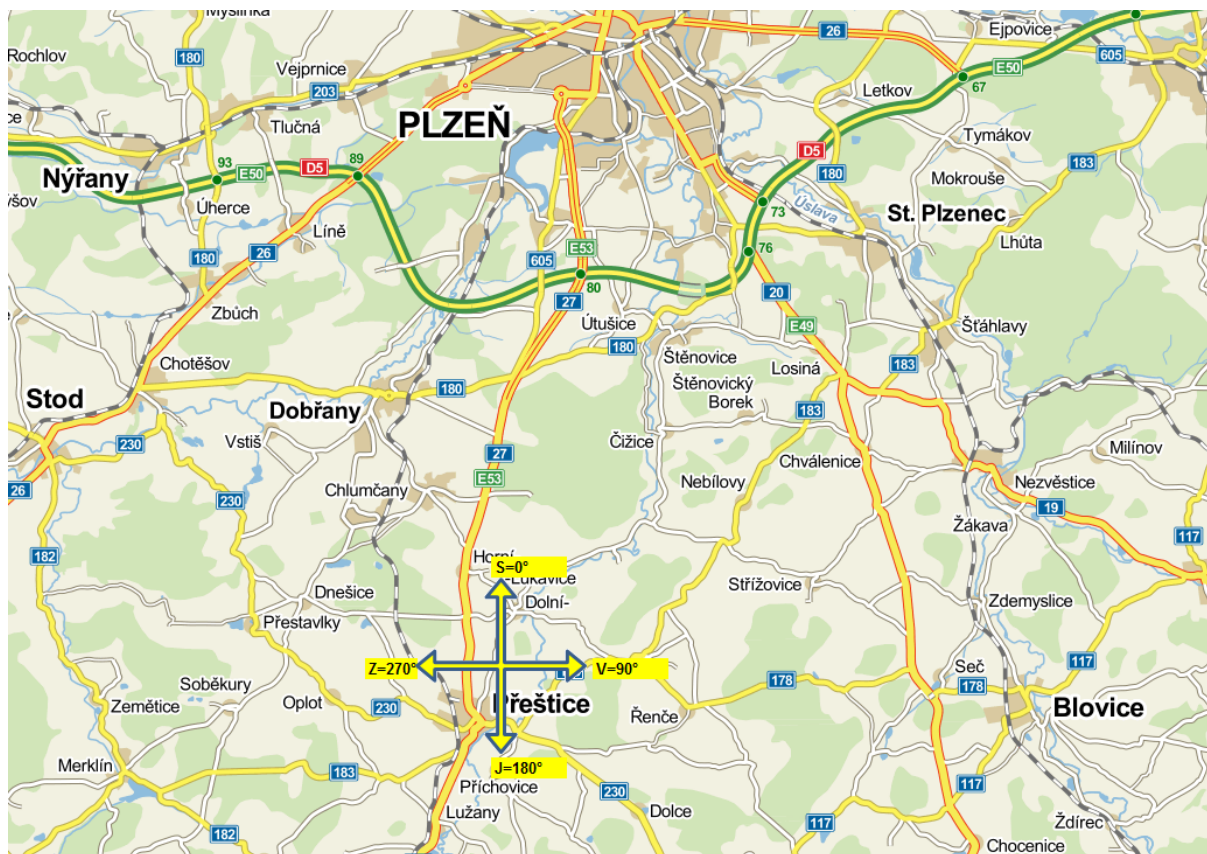 Myslinka
26
Ejpovice
Rochlov
180
180
E50
605
Vejprnice
67
203
Letkov
PLZEŇ
Tlučná
Tymákov
D5
89
183
93
E50
D5
Nýřany
180
Mokrouše
Úherce
73
Úslava
St. Plzenec
Líně
Lhůta
26
E53
76
180
605
80
20
Zbůch
27
Útušice
E49
Šťáhlavy
180
Štěnovice
Chotěšov
Losiná
183
180
Štěnovický
Borek
Stod
Dobřany
183
230
Vstiš
Čižice
Milínov
27
Chválenice
26
E53
Nebílovy
Nezvěstice
Chlumčany
230
19
Žákava
117
182
Horní
S=0°
-Lukavice
Střížovice
Dnešice
Dolní-
Zdemyslice
Přestavlky
Z=270°
V=90°
Seč
117
178
178
Soběkury
Zemětice
Oplot
230
Přeštice
Řenče
Blovice
Merklín
183
J=180°
117
Příchovice
230
Lužany
Dolce
117
Ždírec
182
Chocenice